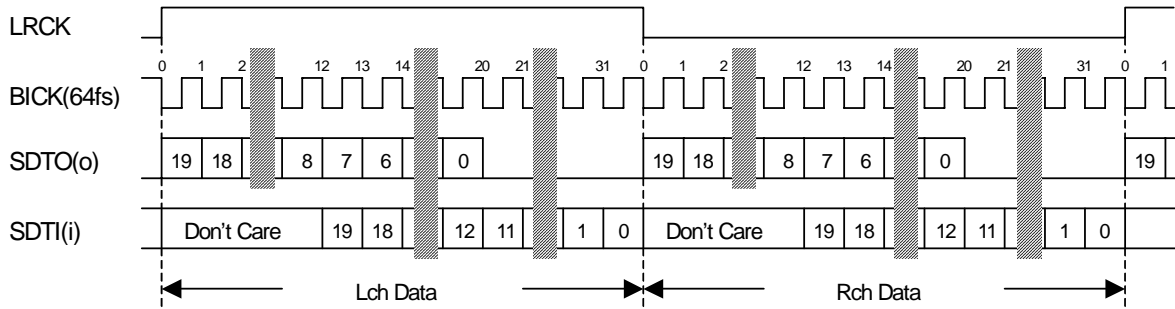 LRCK
0 1 2 12 13 14 20 21 31 0 1 2 12 13 14 20 21 31 0 1
BICK(64fs)
SDTO(o) 19 18 8 7 6 0 19 18 8 7 6 0 19
SDTI(i) Don't Care 19 18 12 11 1 0 Don't Care 19 18 12 11 1 0
Lch Data Rch Data